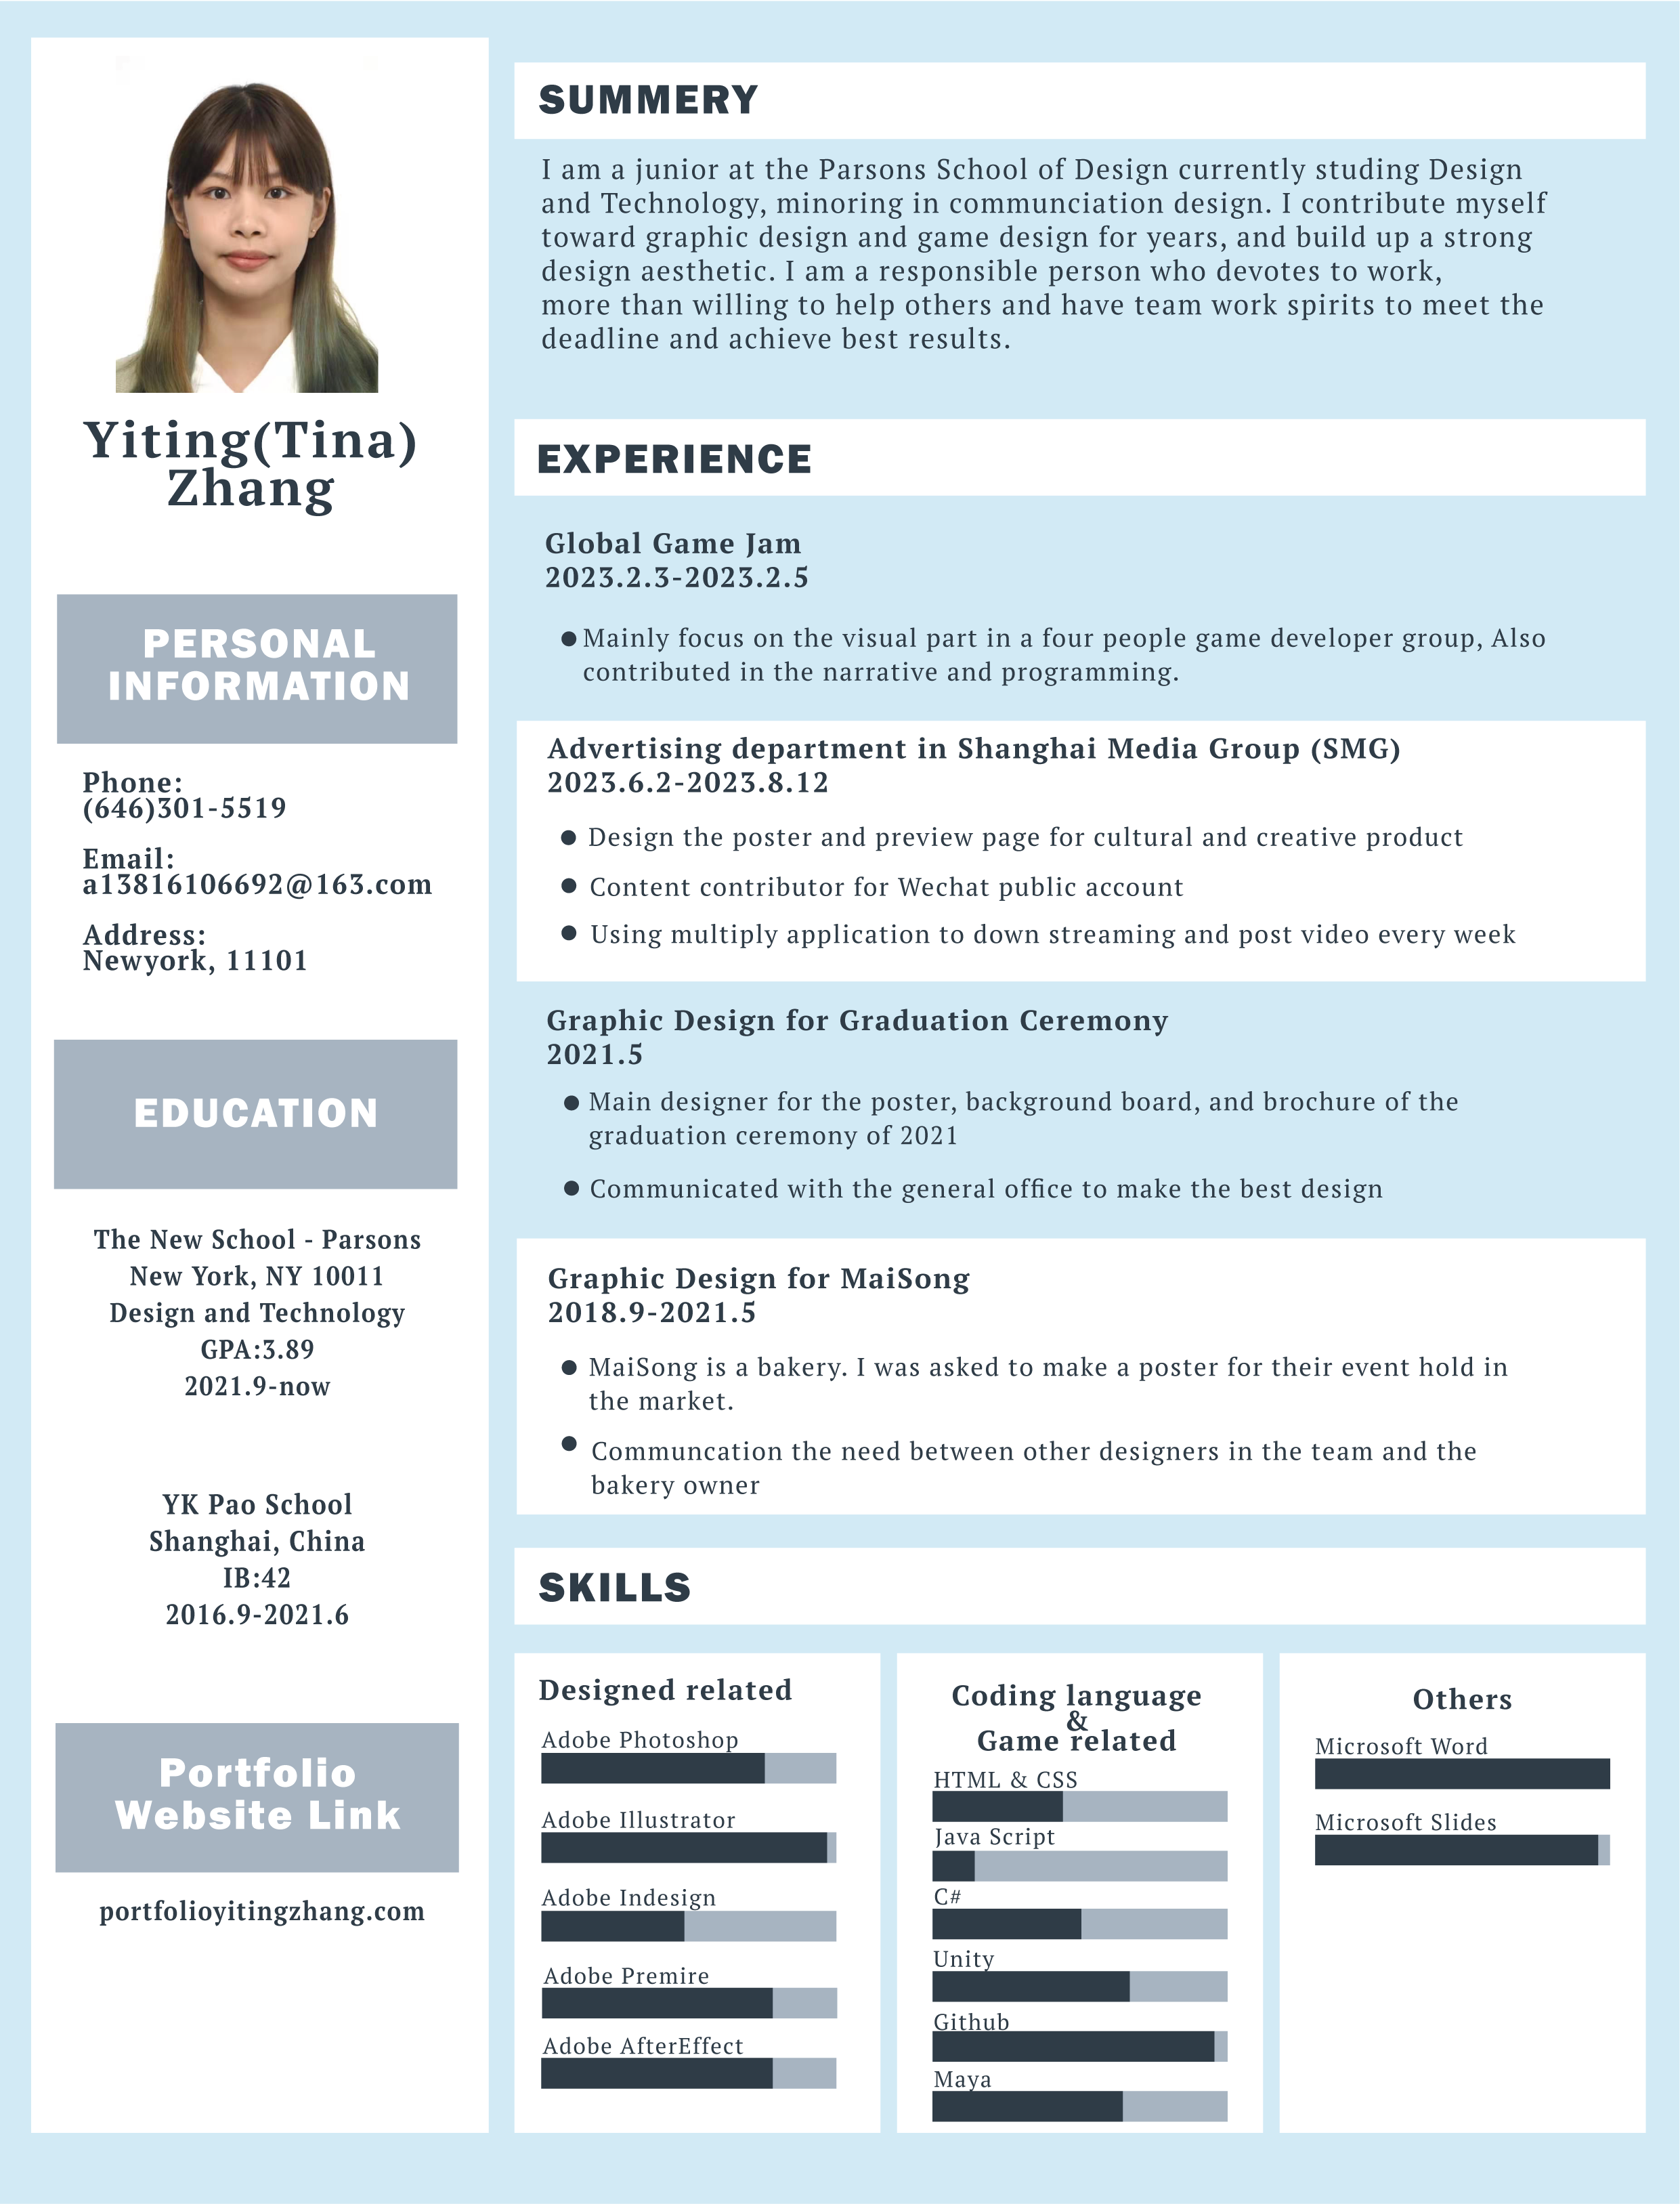 Yiting(Tina)
Zhang
PERSONAL
INFORMATION
Phone:
(646)301-5519
Email:
a13816106692@163.com
Address:
Newyork, 11101
EDUCATION
The New School - Parsons
New York, NY 10011
Design and Technology
GPA:3.89
2021.9-now
YK Pao School
Shanghai, China
IB:42
2016.9-2021.6
Portfolio
Website Link
portfolioyitingzhang.com
SUMMERY
I am a junior at the Parsons School of Design currently studing Design
and Technology, minoring in communciation design. I contribute myself
toward graphic design and game design for years, and build up a strong
design aesthetic. I am a responsible person who devotes to work,
more than willing to help others and have team work spirits to meet the
deadline and achieve best results.
EXPERIENCE
Global Game Jam
2023.2.3-2023.2.5
● Mainly focus on the visual part in a four people game developer group, Also
contributed in the narrative and programming.
Advertising department in Shanghai Media Group (SMG)
2023.6.2-2023.8.12
● Design the poster and preview page for cultural and creative product
● Content contributor for Wechat public account
● Using multiply application to down streaming and post video every week
Graphic Design for Graduation Ceremony
2021.5
● Main designer for the poster, background board, and brochure of the
graduation ceremony of 2021
● Communicated with the general office to make the best design
Graphic Design for MaiSong
2018.9-2021.5
● MaiSong is a bakery. I was asked to make a poster for their event hold in
the market.
● Communcation the need between other designers in the team and the
bakery owner
SKILLS
Designed related
Adobe Photoshop
Adobe Illustrator
Adobe Indesign
Adobe Premire
Adobe AfterEffect
Coding language
&
Game related
HTML & CSS
Java Script
C#
Unity
Github
Maya
Others
Microsoft Word
Microsoft Slides